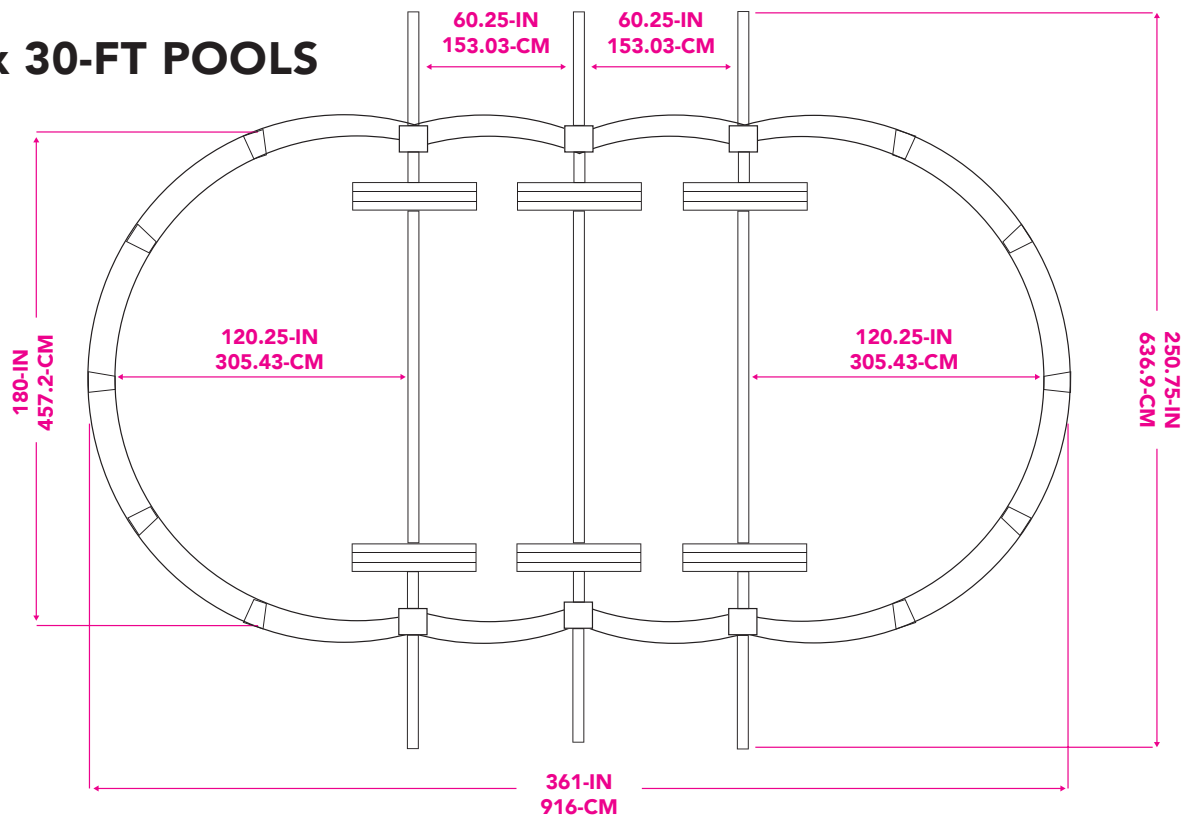 x 30-FT POOLS
60.25-IN
153.03-CM
60.25-IN
153.03-CM
180-IN
457.2-CM
120.25-IN
305.43-CM
120.25-IN
305.43-CM
250.75-IN
636.9-CM
361-IN
916-CM